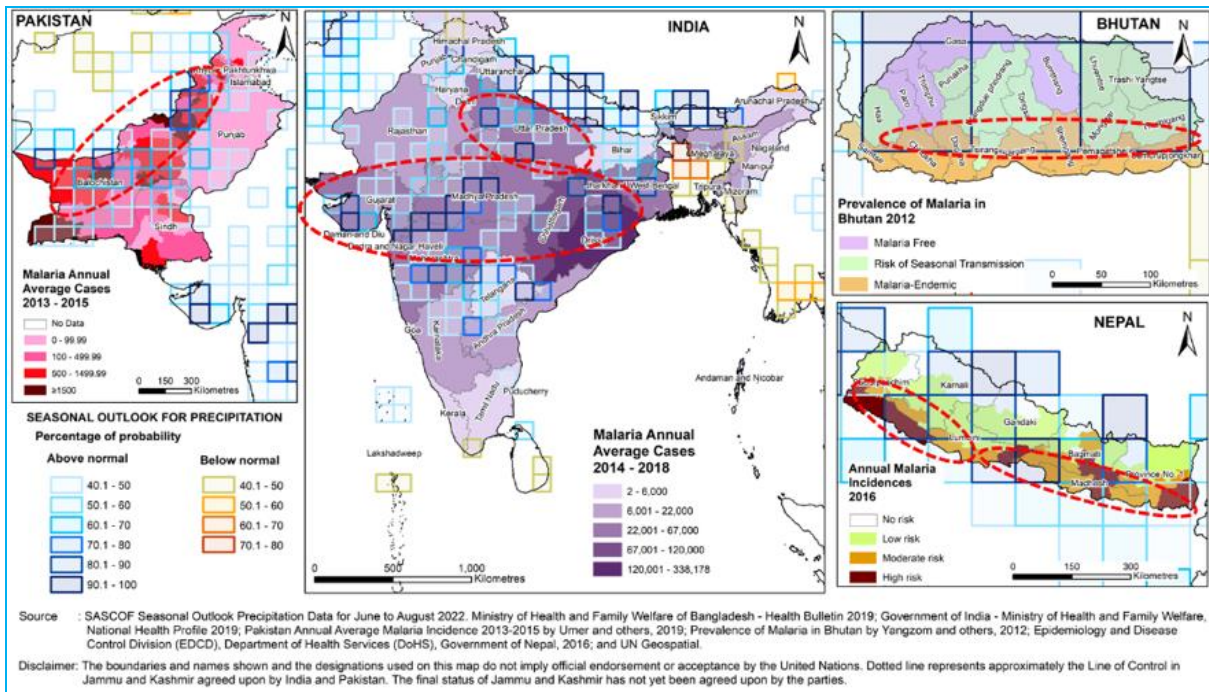 PAKISTAN
N
Pakhtunkhwa
Islamabad
Punjab
Balochistan
Sindh
Malaria Annual
Average Cases
2013 - 2015
No Data
0 - 99.99
100 - 499.99
500 - 1499.99
≥1500
0 150 300
Kilometres
SEASONAL OUTLOOK FOR PRECIPITATION
Percentage of probability
Above normal
40.1 - 50
50.1 - 60
60.1 - 70
70.1 - 80
80.1 - 90
90.1 - 100
Below normal
40.1 - 50
50.1 - 60
60.1 - 70
70.1 - 80
INDIA
N
Himachal Pradesh
Punjab
Chandigarh
Uttaranchal
Haryana
Delhi
Rajasthan
Uttar Pradesh
Sikkim
Arunachal Pradesh
Assam
Nagaland
Bihar
Meghalaya
Manipur
Tripura
Mizoram
Jharkhand
West Bengal
Gujarat
Madhya Pradesh
Chhattisgarh
Orissa
Daman and Diu
Dadra and Nagar Haveli
Maharashtra
Telangana
Goa
Karnataka
Andhra Pradesh
Andaman and Nicobar
Puducherry
Tamil Nadu
Kerala
Lakshadweep
Malaria Annual
Average Cases
2014 - 2018
2 - 6,000
6,001 - 22,000
22,001 - 67,000
67,001 - 120,000
120,001 - 338,178
0 500 1,000
Kilometres
BHUTAN
N
Gasa
Punakha
Thimphu
Paro
Haa
Bumthang
Lhuentse
Trashi Yangtse
Tongsa
Mongar
Samtse
Chhukha
Dagana
Tsirang
Sarpang
Zhemgang
Pemagatshel
Prevalence of Malaria in
Bhutan 2012
Malaria Free
Risk of Seasonal Transmission
Malaria-Endemic
0 50 100
Kilometres
NEPAL
N
Karnali
Gandaki
Lumbini
Bagmati
Province No.
Madhesh
Annual Malaria
Incidences
2016
No risk
Low risk
Moderate risk
High risk
0 150 300
Kilometres
Source : SASCOF Seasonal Outlook Precipitation Data for June to August 2022. Ministry of Health and Family Welfare of Bangladesh - Health Bulletin 2019; Government of India - Ministry of Health and Family Welfare,
National Health Profile 2019; Pakistan Annual Average Malaria Incidence 2013-2015 by Umer and others, 2019; Prevalence of Malaria in Bhutan by Yangzom and others, 2012; Epidemiology and Disease
Control Division (EDCD), Department of Health Services (DoHS), Government of Nepal, 2016; and UN Geospatial.
Disclaimer: The boundaries and names shown and the designations used on this map do not imply official endorsement or acceptance by the United Nations. Dotted line represents approximately the Line of Control in
Jammu and Kashmir agreed upon by India and Pakistan. The final status of Jammu and Kashmir has not yet been agreed upon by the parties.